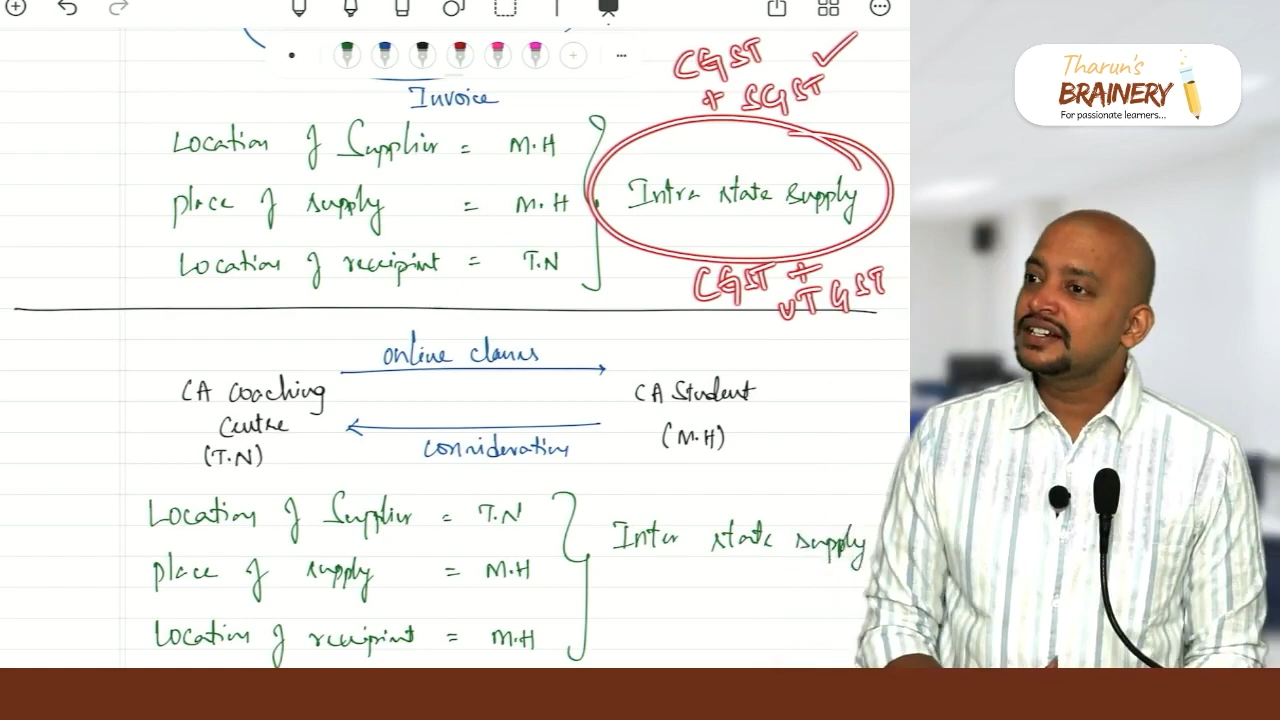 CGST
+ SGST
Invoice
Location of Supplier = M.H
place of supply = M.H
Location of recipint = T.N
Intra state supply
CGST +
UTGST
online classes
CA Coaching
Centre
(T.N)
CA Student
(M.H)
consideration
Location of Supplier = T.N
place of supply = M.H
Location of recipint = M.H
Inter state supply
Tharun's
BRAINERY
For passionate learners...